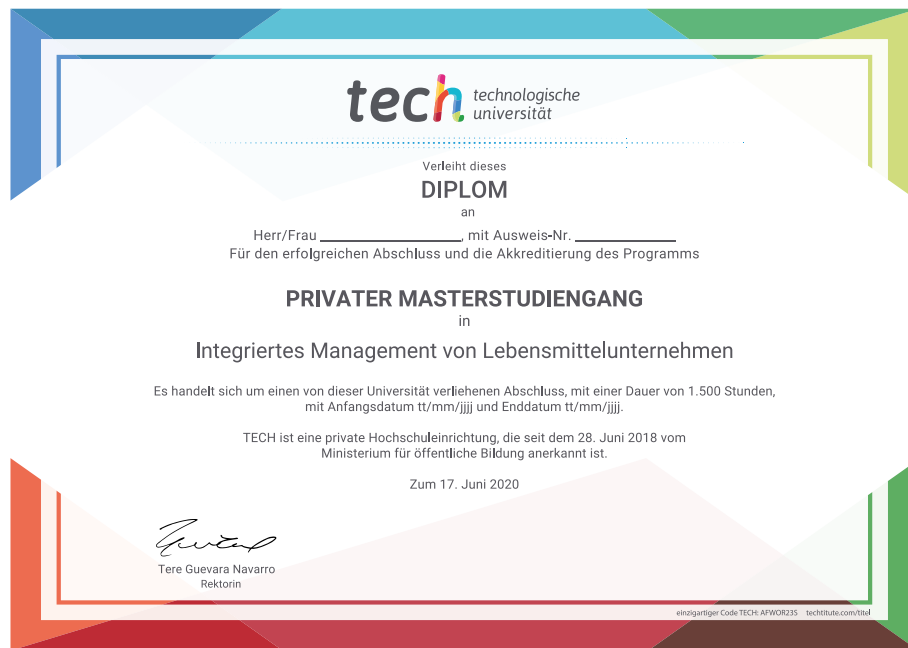 tech technologische
universität
Verleiht dieses
DIPLOM
an
Herr/Frau ____________________, mit Ausweis-Nr. ______________
Für den erfolgreichen Abschluss und die Akkreditierung des Programms
PRIVATER MASTERSTUDIENGANG
in
Integriertes Management von Lebensmittelunternehmen
Es handelt sich um einen von dieser Universität verliehenen Abschluss, mit einer Dauer von 1.500 Stunden,
mit Anfangsdatum tt/mm/jjjj und Enddatum tt/mm/jjjj.
TECH ist eine private Hochschuleinrichtung, die seit dem 28. Juni 2018 vom
Ministerium für öffentliche Bildung anerkannt ist.
Zum 17. Juni 2020
Tere Guevara Navarro
Rektorin
einzigartiger Code TECH: AFWOR23S techtitute.com/titel